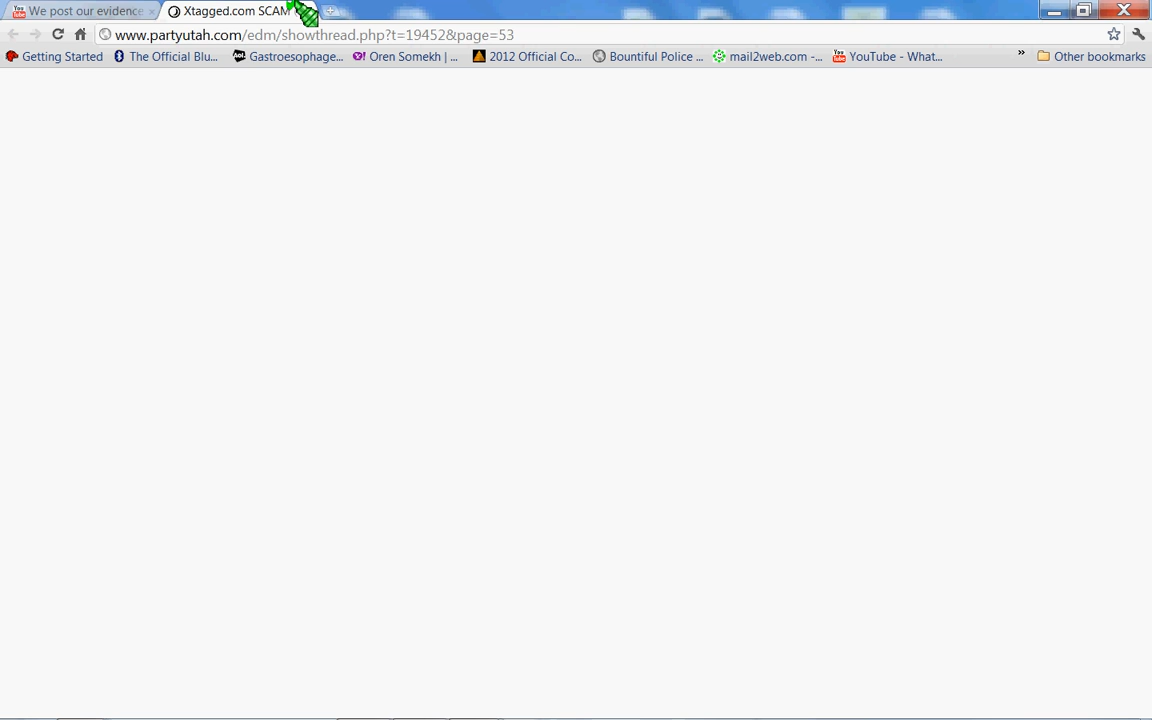 We post our evidence
Xtagged.com SCAM
www.partyutah.com/edm/showthread.php?t=19452&page=53
Getting Started The Official Blu... Gastroesophage... Oren Somekh | ... 2012 Official Co... Bountiful Police ... mail2web.com -... YouTube - What... » Other bookmarks